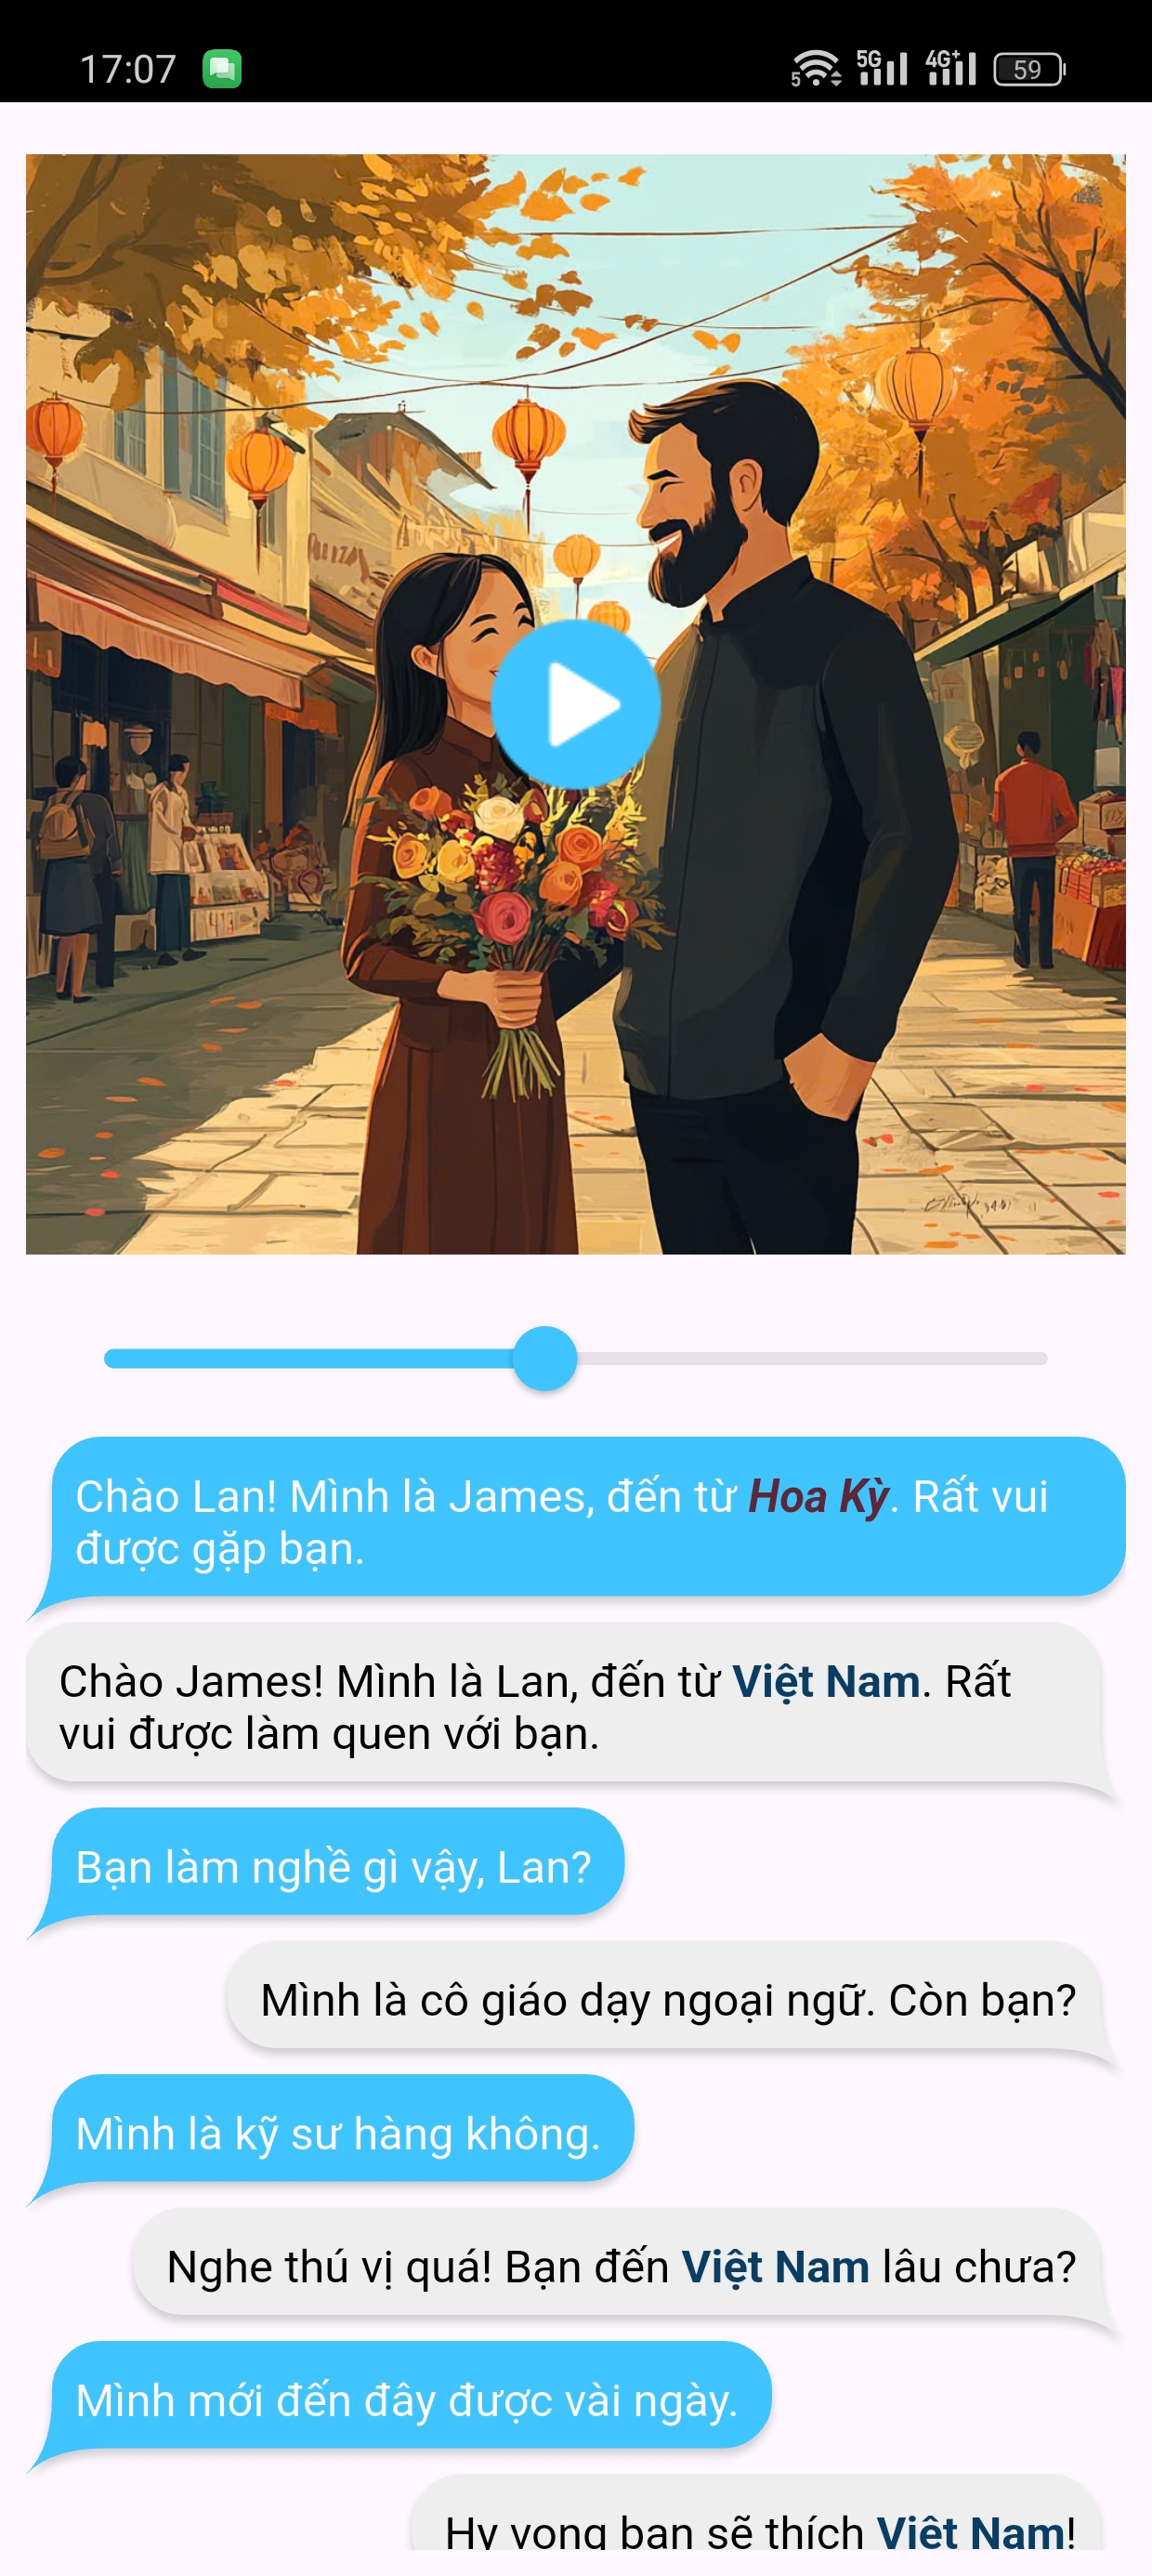 17:07
5
5G
4G+
59
Chào Lan! Mình là James, đến từ Hoa Kỳ. Rất vui
được gặp bạn.
Chào James! Mình là Lan, đến từ Việt Nam. Rất
vui được làm quen với bạn.
Bạn làm nghề gì vậy, Lan?
Mình là cô giáo dạy ngoại ngữ. Còn bạn?
Mình là kỹ sư hàng không.
Nghe thú vị quá! Bạn đến Việt Nam lâu chưa?
Mình mới đến đây được vài ngày.
Hy vọng bạn sẽ thích Việt Nam!